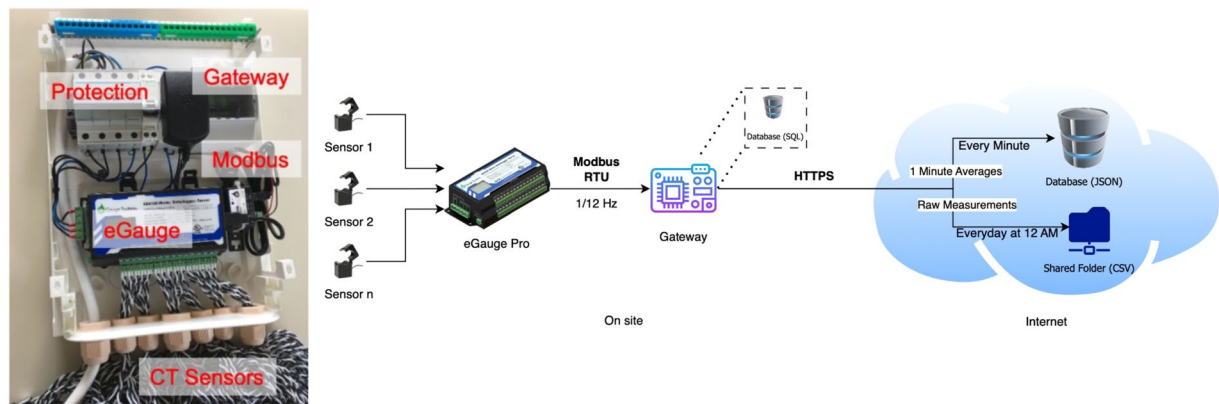 Protection
Gateway
Modbus
eGauge
CT Sensors
Sensor 1
Sensor 2
Sensor n
eGauge Pro
Modbus
RTU
1/12 Hz
Database (SQL)
Gateway
HTTPS
On site
Every Minute
1 Minute Averages
Database (JSON)
Raw Measurements
Everyday at 12 AM
Shared Folder (CSV)
Internet